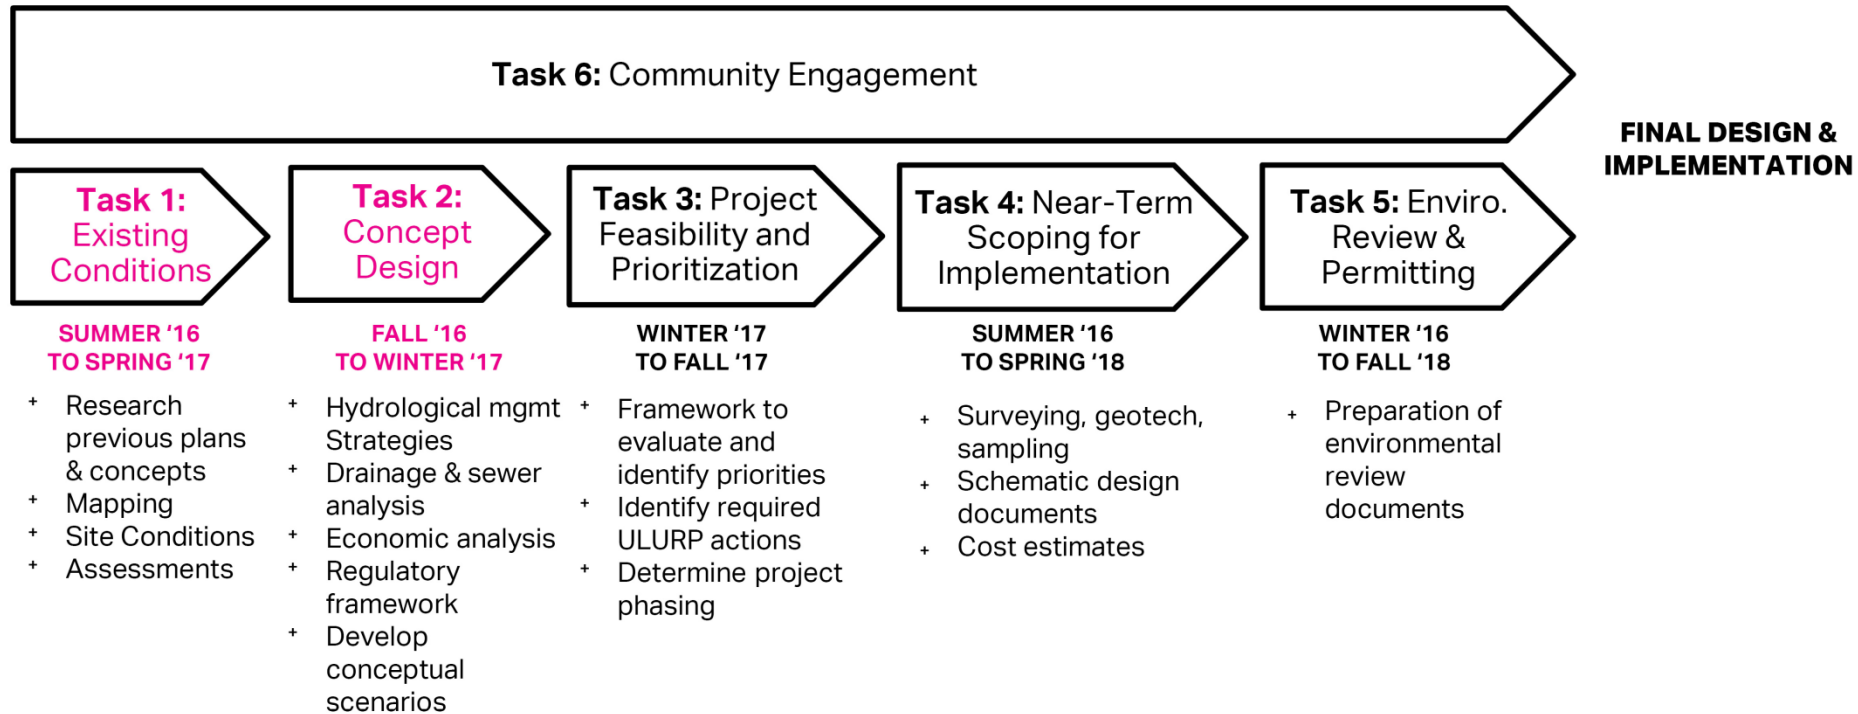 Task 6: Community Engagement
FINAL DESIGN &
IMPLEMENTATION
Task 1:
Existing
Conditions
SUMMER ‘16
TO SPRING ‘17
+ Research
previous plans
& concepts
+ Mapping
+ Site Conditions
+ Assessments
Task 2:
Concept
Design
FALL ‘16
TO WINTER ‘17
+ Hydrological mgmt
Strategies
+ Drainage & sewer
analysis
+ Economic analysis
+ Regulatory
framework
+ Develop
conceptual
scenarios
Task 3: Project
Feasibility and
Prioritization
WINTER ‘17
TO FALL ‘17
+ Framework to
evaluate and
identify priorities
+ Identify required
ULURP actions
+ Determine project
phasing
Task 4: Near-Term
Scoping for
Implementation
SUMMER ‘16
TO SPRING ‘18
+ Surveying, geotech,
sampling
+ Schematic design
documents
+ Cost estimates
Task 5: Enviro.
Review &
Permitting
WINTER ‘16
TO FALL ‘18
+ Preparation of
environmental
review
documents